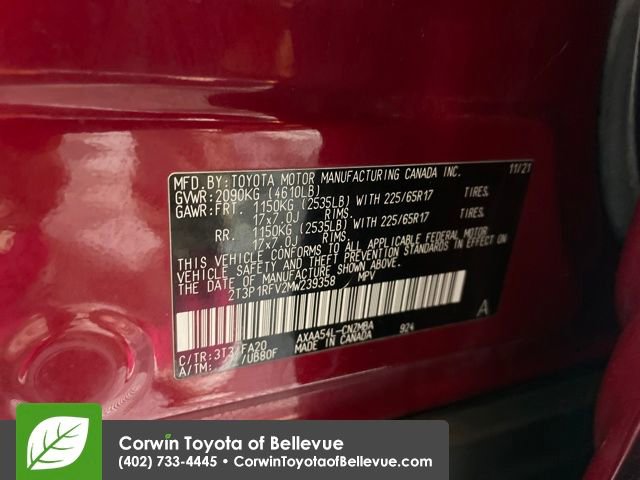 MFD.BY:TOYOTA MOTOR MANUFACTURING CANADA INC. 11/21
GVWR:2090KG (4610LB)
GAWR:FRT. 1150KG (2535LB) WITH 225/65R17 TIRES,
17x7.0J RIMS.
RR. 1150KG (2535LB) WITH 225/65R17 TIRES,
17x7.0J RIMS.
THIS VEHICLE CONFORMS TO ALL APPLICABLE FEDERAL MOTOR
VEHICLE SAFETY AND THEFT PREVENTION STANDARDS IN EFFECT ON
THE DATE OF MANUFACTURE SHOWN ABOVE.
2T3P1RFV2MW239358 MPV
A
C/TR:3T3/FA20 AXAA54L-CNZMBA 924
A/TM: /UB80F MADE IN CANADA
Corwin Toyota of Bellevue
(402) 733-4445 • CorwinToyotaofBellevue.com